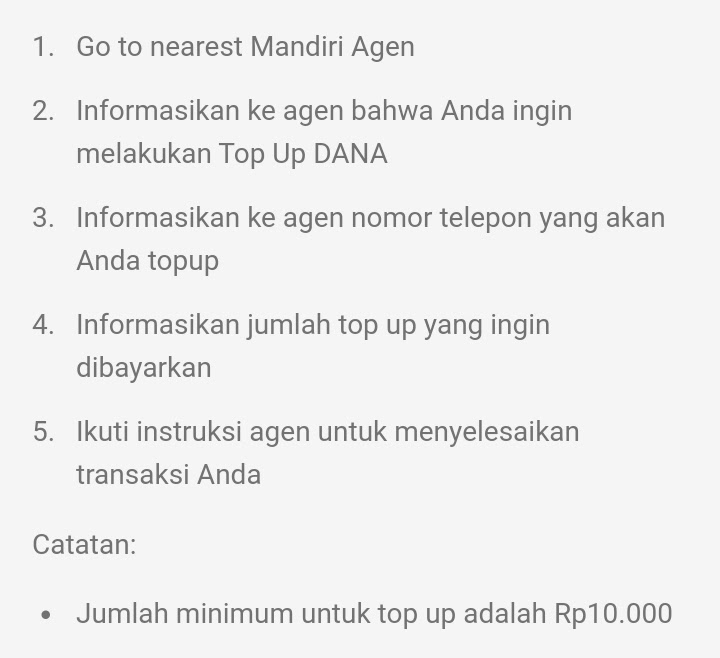 1. Go to nearest Mandiri Agen
2. Informasikan ke agen bahwa Anda ingin
melakukan Top Up DANA
3. Informasikan ke agen nomor telepon yang akan
Anda topup
4. Informasikan jumlah top up yang ingin
dibayarkan
5. Ikuti instruksi agen untuk menyelesaikan
transaksi Anda
Catatan:
• Jumlah minimum untuk top up adalah Rp10.000